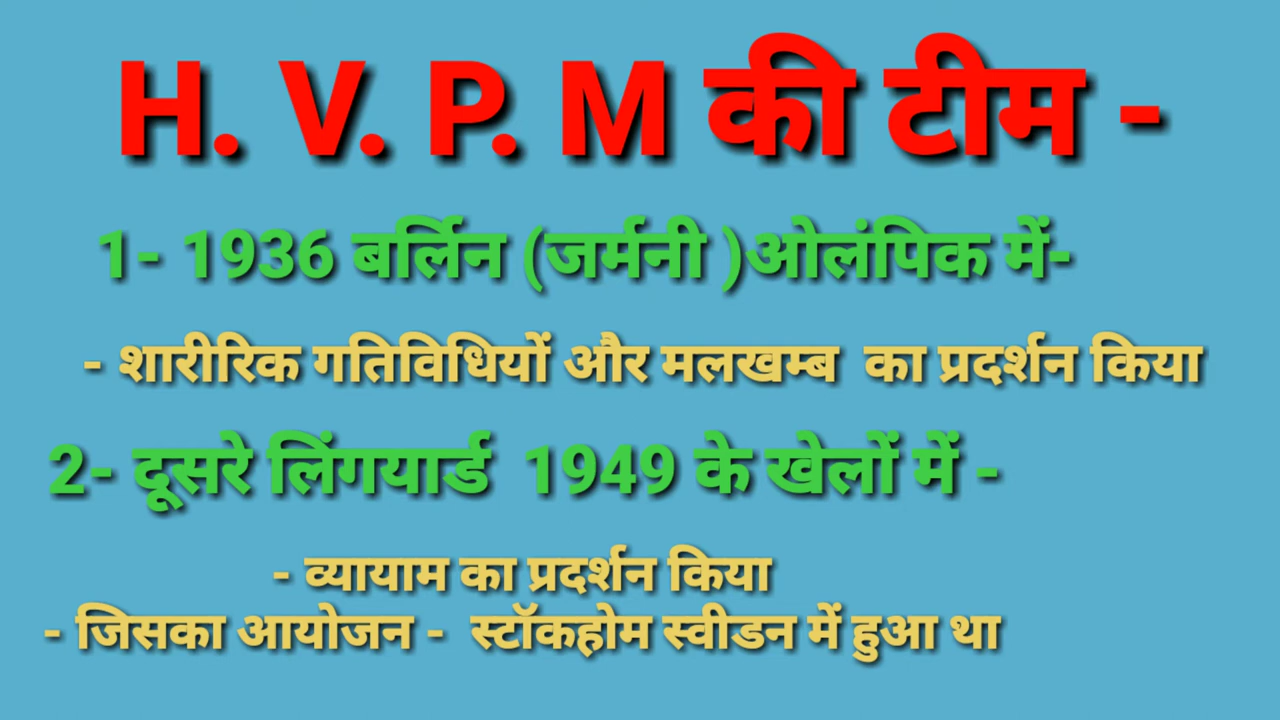 H. V. P. M की टीम -
1- 1936 बर्लिन (जर्मनी )ओलंपिक में-
- शारीरिक गतिविधियों और मलखम्ब का प्रदर्शन किया
2- दूसरे लिंगयार्ड 1949 के खेलों में -
- व्यायाम का प्रदर्शन किया
- जिसका आयोजन - स्टॉकहोम स्वीडन में हुआ था